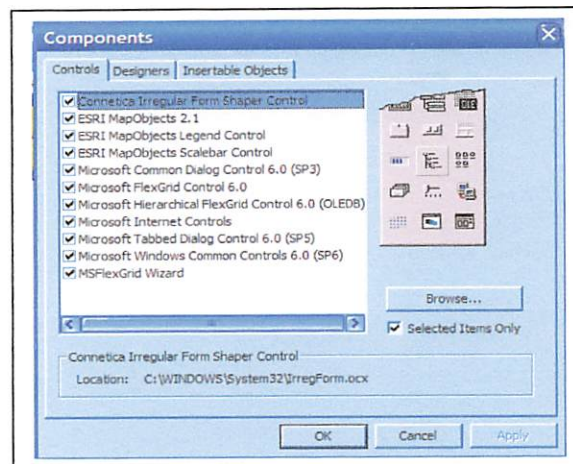 Components
Controls Designers Insertable Objects
Connetica Irregular Form Shaper Control
ESRI MapObjects 2.1
ESRI MapObjects Legend Control
ESRI MapObjects Scalebar Control
Microsoft Common Dialog Control 6.0 (SP3)
Microsoft FlexGrid Control 6.0
Microsoft Hierarchical FlexGrid Control 6.0 (OLEDB)
Microsoft Internet Controls
Microsoft Tabbed Dialog Control 6.0 (SP5)
Microsoft Windows Common Controls 6.0 (SP6)
MSFlexGrid Wizard
Browse...
Selected Items Only
Connetica Irregular Form Shaper Control
Location: C:\WINDOWS\System32\IrregForm.ocx
OK Cancel Apply